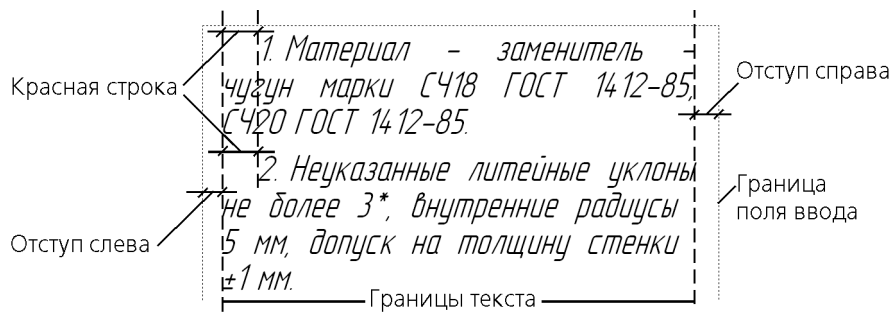 1. Материал – заменитель –
Красная строка
чугун марки СЧ18 ГОСТ 1412–85,
Отступ справа
СЧ20 ГОСТ 1412–85.
2. Неуказанные литейные уклоны
Граница
поля ввода
не более 3*, внутренние радиусы
Отступ слева
5 мм, допуск на толщину стенки
±1 мм.
Границы текста